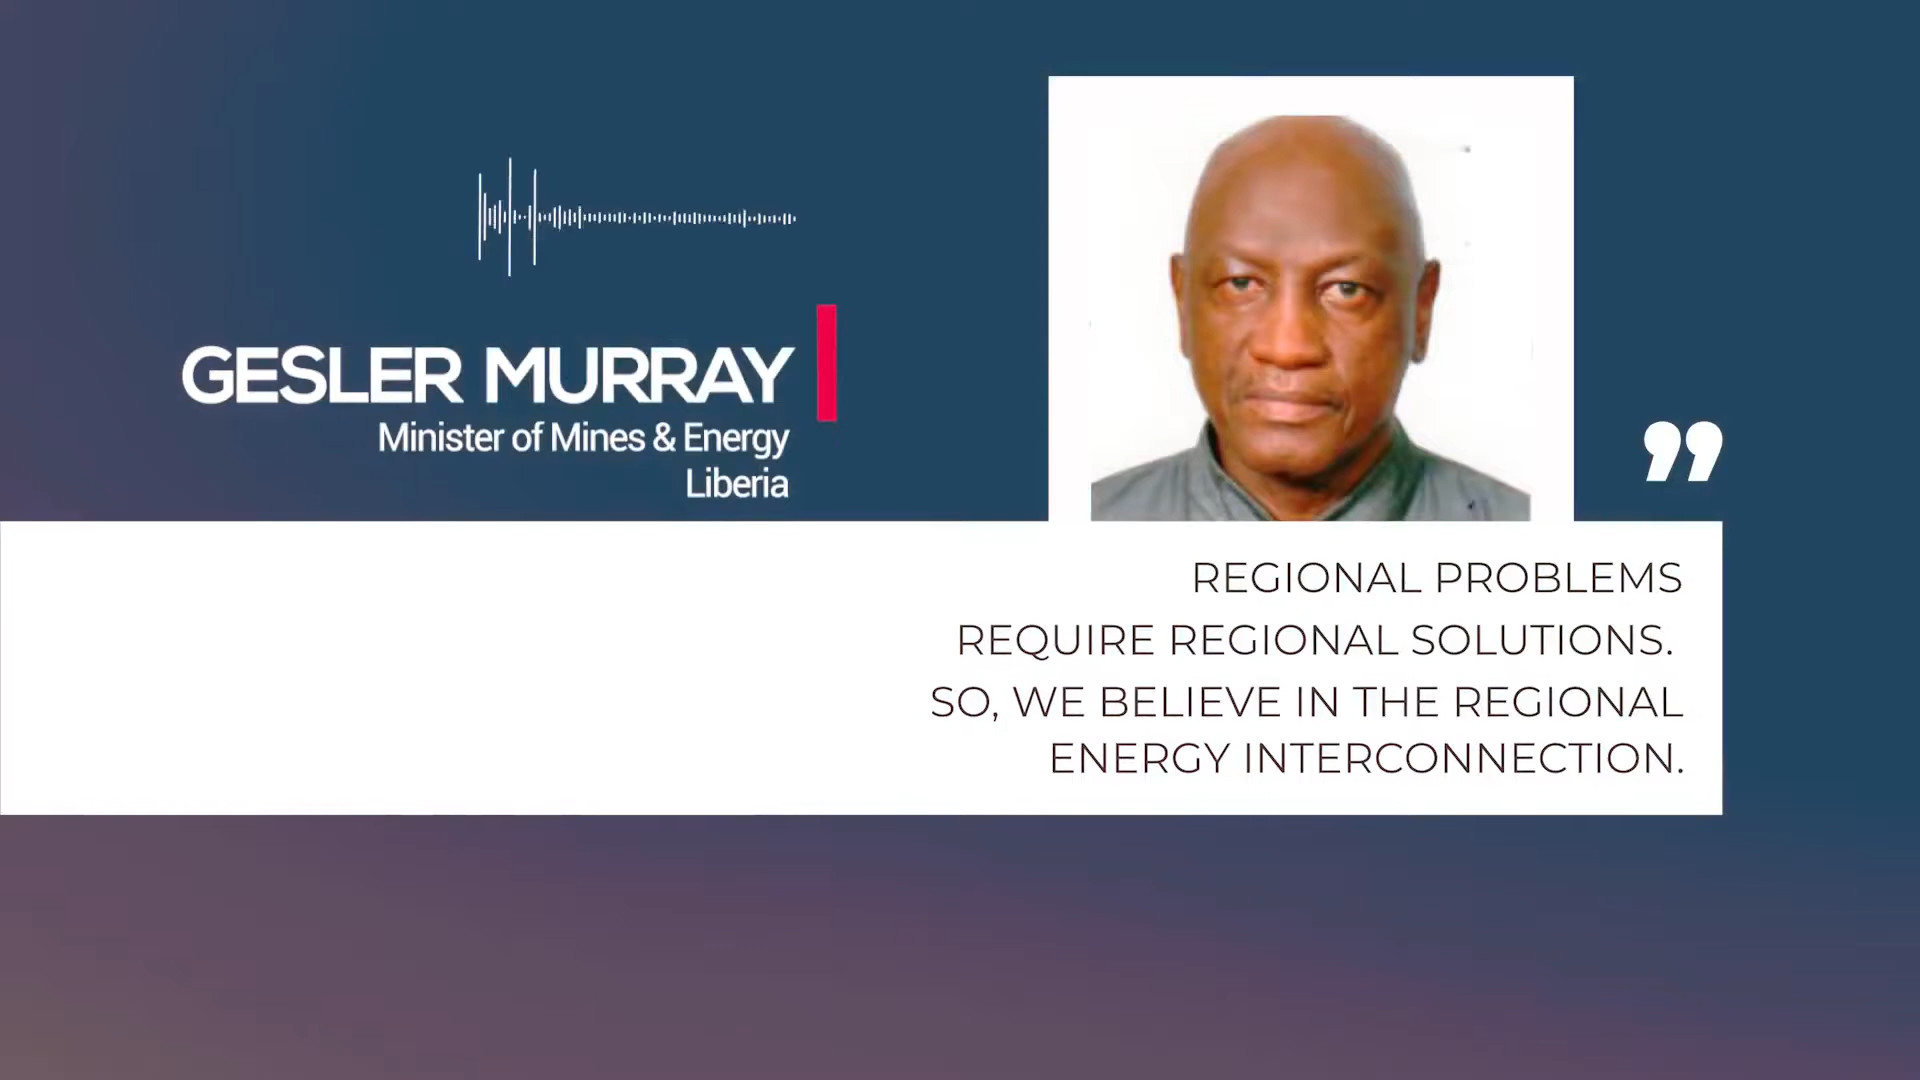 GESLER MURRAY
Minister of Mines & Energy
Liberia
”
REGIONAL PROBLEMS
REQUIRE REGIONAL SOLUTIONS.
SO, WE BELIEVE IN THE REGIONAL
ENERGY INTERCONNECTION.